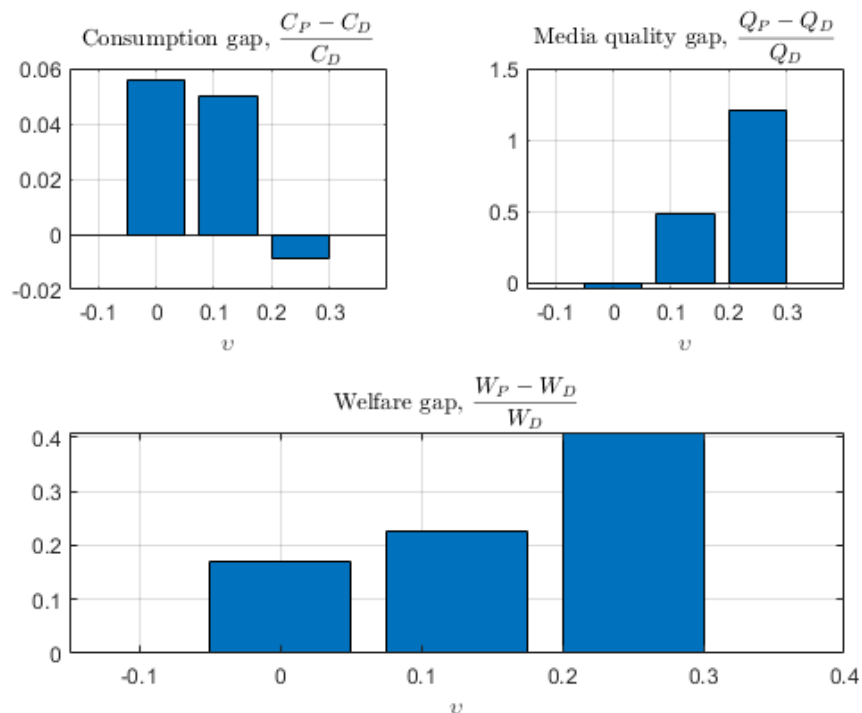 Consumption gap, $\frac{C_P - C_D}{C_D}$
0.06
0.04
0.02
0
-0.02
-0.1 0 0.1 0.2 0.3
υ
Media quality gap, $\frac{Q_P - Q_D}{Q_D}$
1.5
1
0.5
0
-0.1 0 0.1 0.2 0.3
υ
Welfare gap, $\frac{W_P - W_D}{W_D}$
0.4
0.3
0.2
0.1
0
-0.1 0 0.1 0.2 0.3 0.4
υ